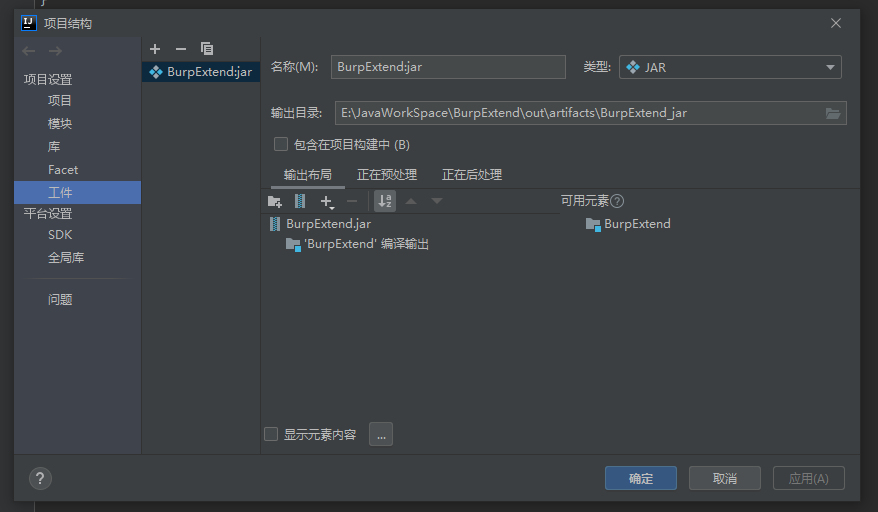 }
IJ 项目结构
项目设置
项目
模块
库
Facet
工件
平台设置
SDK
全局库
问题
BurpExtend:jar
名称(M): BurpExtend:jar 类型: JAR
输出目录: E:\JavaWorkSpace\BurpExtend\out\artifacts\BurpExtend_jar
包含在项目构建中 (B)
输出布局 正在预处理 正在后处理
可用元素
BurpExtend.jar
'BurpExtend' 编译输出
BurpExtend
显示元素内容 ...
? 确定 取消 应用(A)